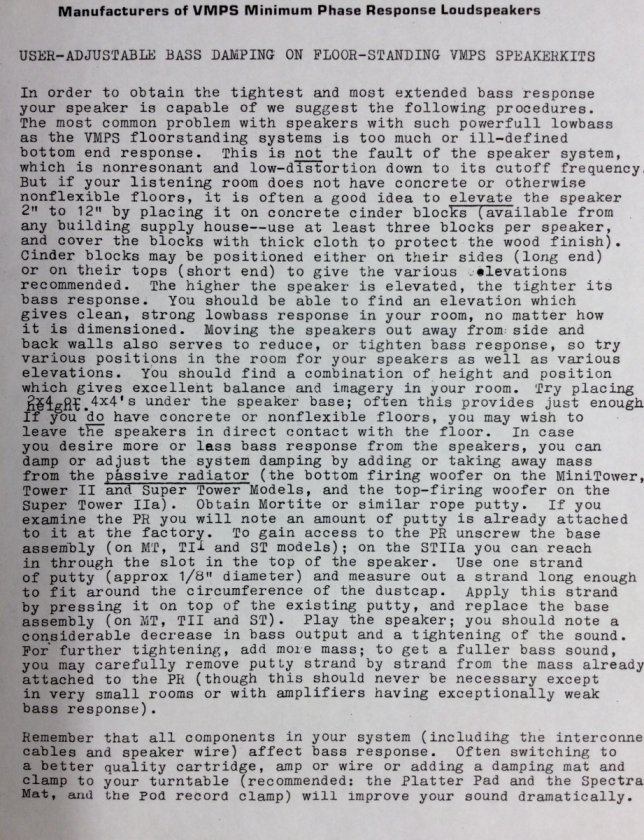 Manufacturers of VMPS Minimum Phase Response Loudspeakers
USER-ADJUSTABLE BASS DAMPING ON FLOOR-STANDING VMPS SPEAKERKITS
In order to obtain the tightest and most extended bass response
your speaker is capable of we suggest the following procedures.
The most common problem with speakers with such powerfull lowbass
as the VMPS floorstanding systems is too much or ill-defined
bottom end response. This is not the fault of the speaker system,
which is nonresonant and low-distortion down to its cutoff frequency.
But if your listening room does not have concrete or otherwise
nonflexible floors, it is often a good idea to elevate the speaker
2" to 12" by placing it on concrete cinder blocks (available from
any building supply house--use at least three blocks per speaker,
and cover the blocks with thick cloth to protect the wood finish).
Cinder blocks may be positioned either on their sides (long end)
or on their tops (short end) to give the various elevations
recommended. The higher the speaker is elevated, the tighter its
bass response. You should be able to find an elevation which
gives clean, strong lowbass response in your room, no matter how
it is dimensioned. Moving the speakers out away from side and
back walls also serves to reduce, or tighten bass response, so try
various positions in the room for your speakers as well as various
elevations. You should find a combination of height and position
which gives excellent balance and imagery in your room. Try placing
2x4 or 4x4's under the speaker base; often this provides just enough
height.
If you do have concrete or nonflexible floors, you may wish to
leave the speakers in direct contact with the floor. In case
you desire more or less bass response from the speakers, you can
damp or adjust the system damping by adding or taking away mass
from the passive radiator (the bottom firing woofer on the MiniTower,
Tower II and Super Tower Models, and the top-firing woofer on the
Super Tower IIa). Obtain Mortite or similar rope putty. If you
examine the PR you will note an amount of putty is already attached
to it at the factory. To gain access to the PR unscrew the base
assembly (on MT, TII and ST models); on the STIIa you can reach
in through the slot in the top of the speaker. Use one strand
of putty (approx 1/8" diameter) and measure out a strand long enough
to fit around the circumference of the dustcap. Apply this strand
by pressing it on top of the existing putty, and replace the base
assembly (on MT, TII and ST). Play the speaker; you should note a
considerable decrease in bass output and a tightening of the sound.
For further tightening, add more mass; to get a fuller bass sound,
you may carefully remove putty strand by strand from the mass already
attached to the PR (though this should never be necessary except
in very small rooms or with amplifiers having exceptionally weak
bass response).
Remember that all components in your system (including the interconne
cables and speaker wire) affect bass response. Often switching to
a better quality cartridge, amp or wire or adding a damping mat and
clamp to your turntable (recommended: the Platter Pad and the Spectra
Mat, and the Pod record clamp) will improve your sound dramatically.